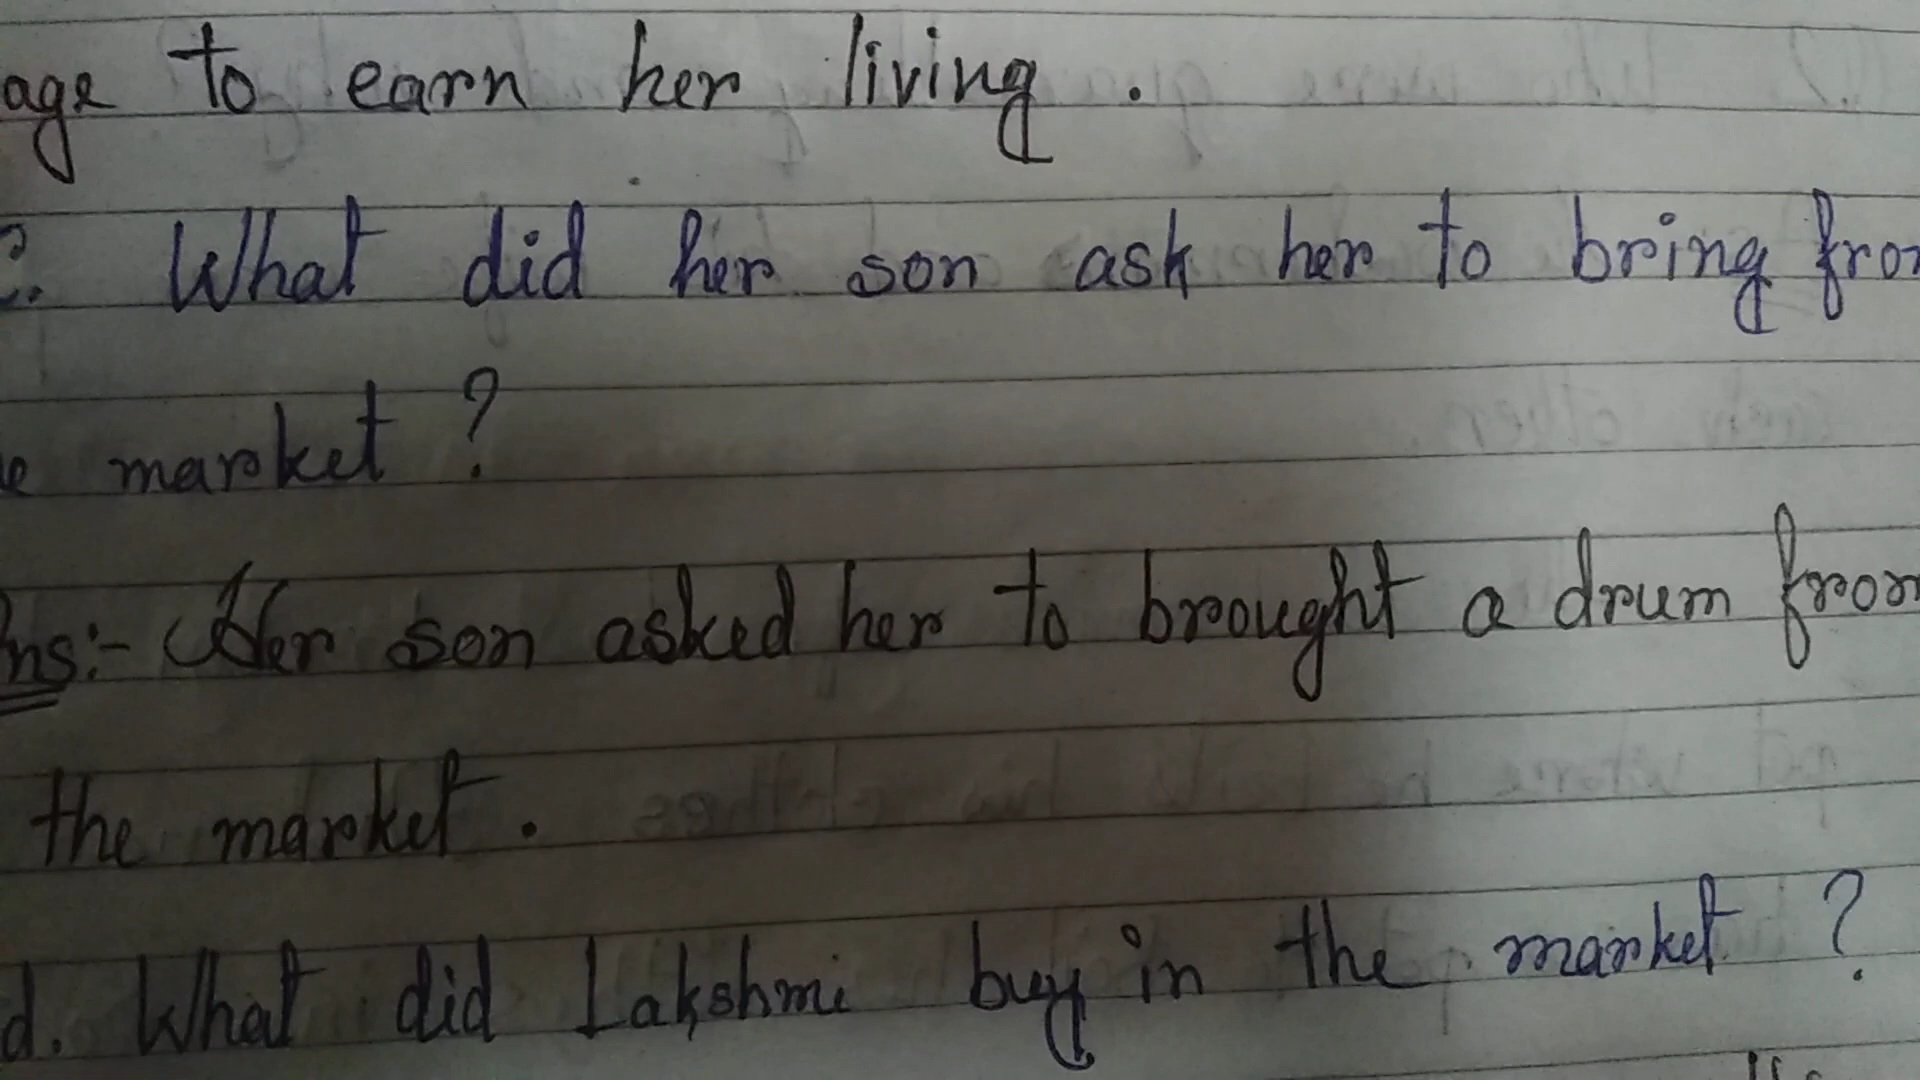 age to earn her living.
c. What did her son ask her to bring from
market?
Ans:- Her son asked her to brought a drum from
the market.
d. What did Lakshmi buy in the market?